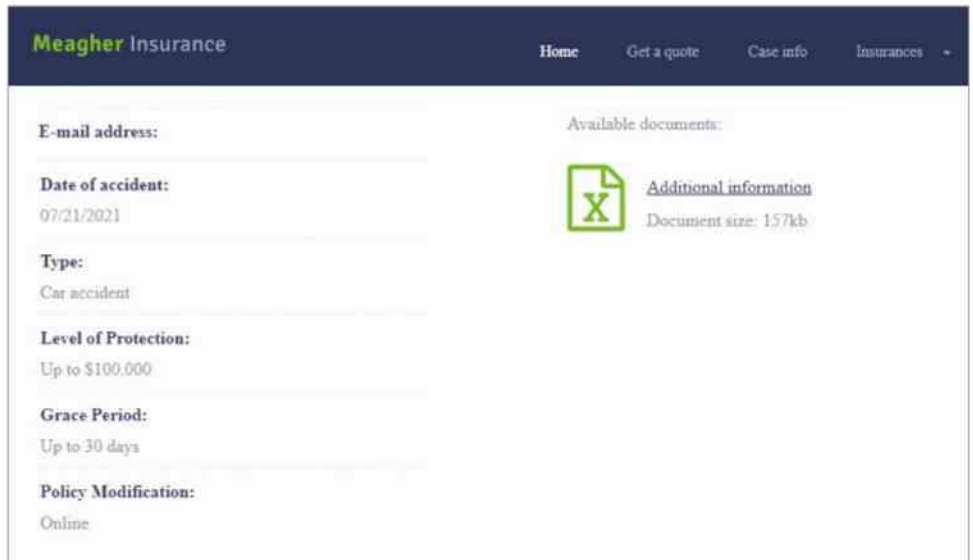 Meagher Insurance
Home Get a quote Case info Insurances
E-mail address:
Date of accident:
07/21/2021
Type:
Car accident
Level of Protection:
Up to $100.000
Grace Period:
Up to 30 days
Policy Modification:
Online
Available documents:
X
Additional information
Document size: 157kb